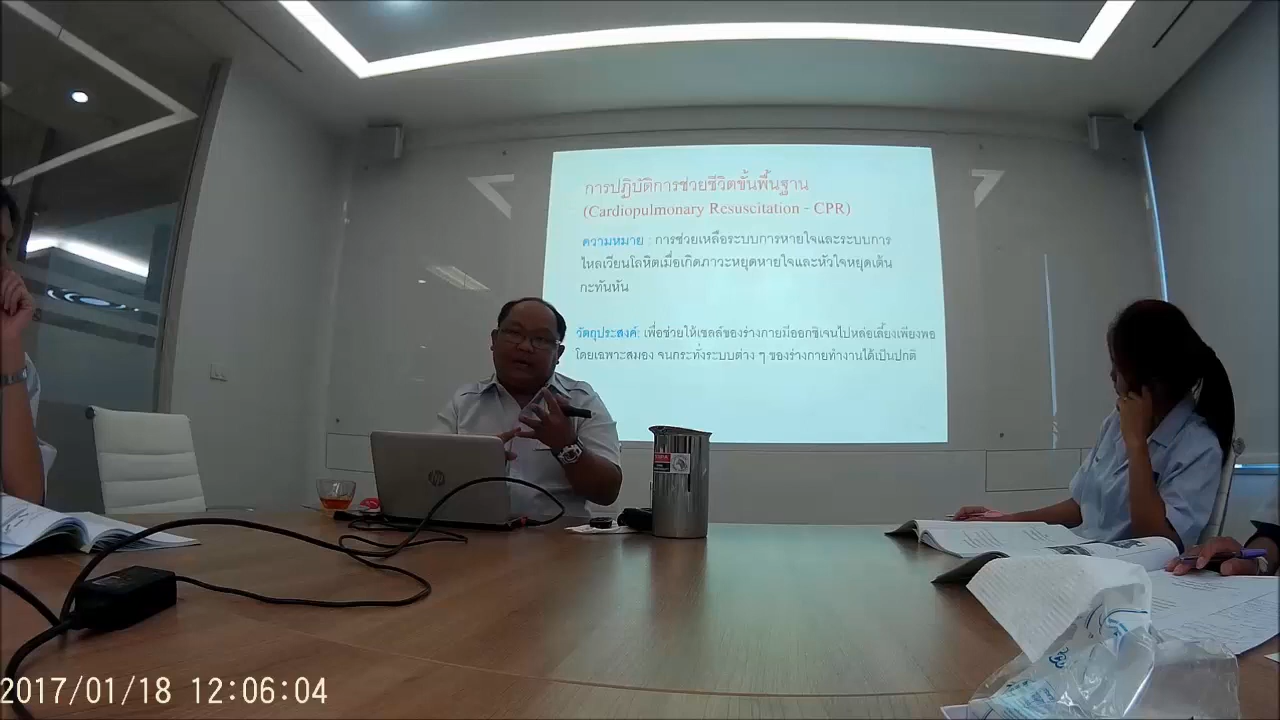 การปฏิบัติการช่วยชีวิตขั้นพื้นฐาน
(Cardiopulmonary Resuscitation - CPR)
ความหมาย : การช่วยเหลือระบบการหายใจและระบบการ
ไหลเวียนโลหิตเมื่อเกิดภาวะหยุดหายใจและหัวใจหยุดเต้น
กะทันหัน
วัตถุประสงค์: เพื่อช่วยให้เซลล์ของร่างกายมีออกซิเจนไปหล่อเลี้ยงเพียงพอ
โดยเฉพาะสมอง จนกระทั่งระบบต่าง ๆ ของร่างกายทำงานได้เป็นปกติ
hp
2017/01/18 12:06:04